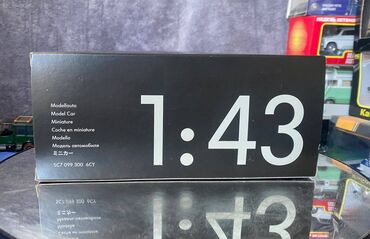 Modellauto
Model Car
Miniature
Coche en miniature
Modello
Модель автомобиля
ミニカー
5C7 099 300 6CY
1:43